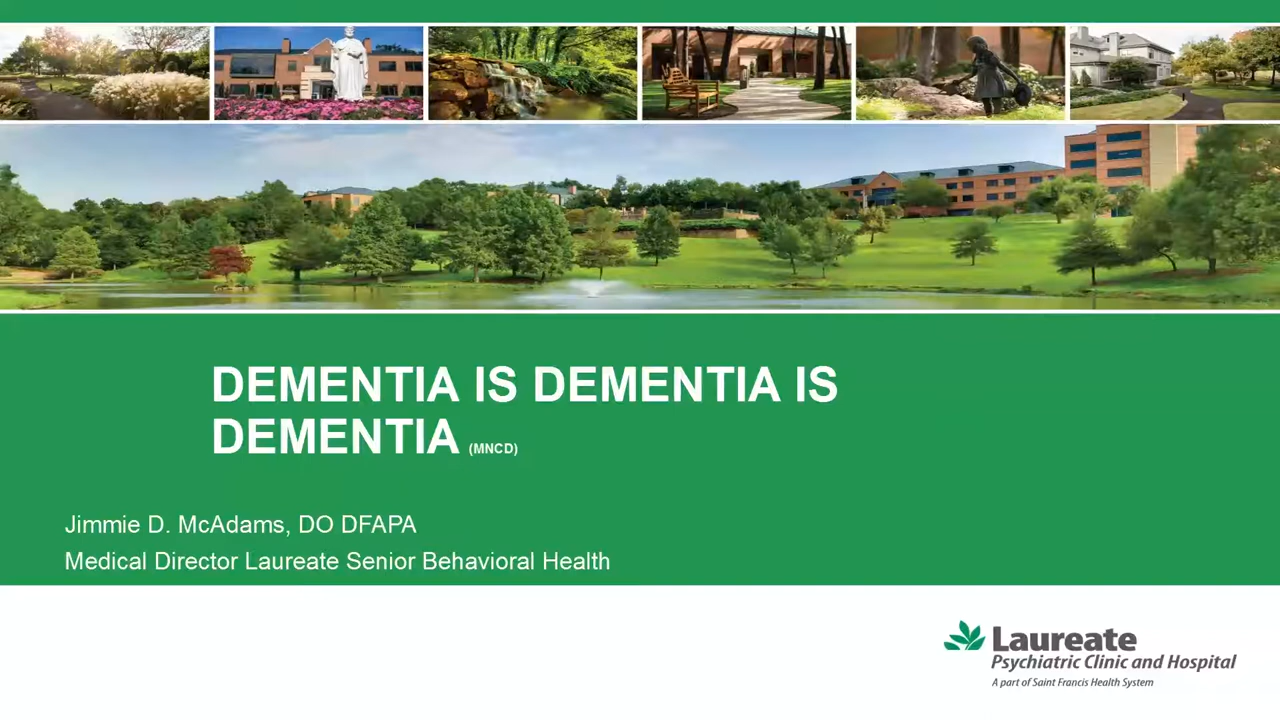 DEMENTIA IS DEMENTIA IS
DEMENTIA (MNCD)
Jimmie D. McAdams, DO DFAPA
Medical Director Laureate Senior Behavioral Health
Laureate
Psychiatric Clinic and Hospital
A part of Saint Francis Health System